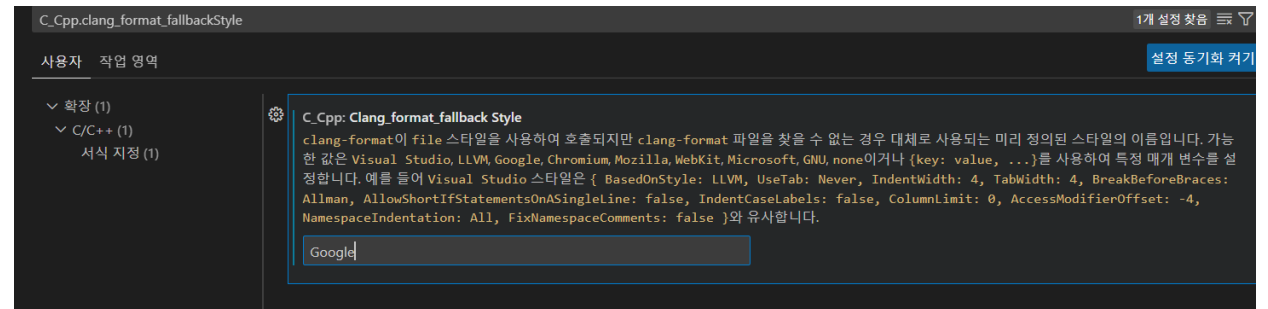 C_Cpp.clang_format_fallbackStyle
1개 설정 찾음
사용자 작업 영역
설정 동기화 켜기
확장 (1)
C/C++ (1)
서식 지정 (1)
C_Cpp: Clang_format_fallback Style
clang-format이 file 스타일을 사용하여 호출되지만 clang-format 파일을 찾을 수 없는 경우 대체로 사용되는 미리 정의된 스타일의 이름입니다. 가능
한 값은 Visual Studio, LLVM, Google, Chromium, Mozilla, WebKit, Microsoft, GNU, none이거나 {key: value, ...}를 사용하여 특정 매개 변수를 설
정합니다. 예를 들어 Visual Studio 스타일은 { BasedOnStyle: LLVM, UseTab: Never, IndentWidth: 4, TabWidth: 4, BreakBeforeBraces:
Allman, AllowShortIfStatementsOnASingleLine: false, IndentCaseLabels: false, ColumnLimit: 0, AccessModifierOffset: -4,
NamespaceIndentation: All, FixNamespaceComments: false }와 유사합니다.
Google